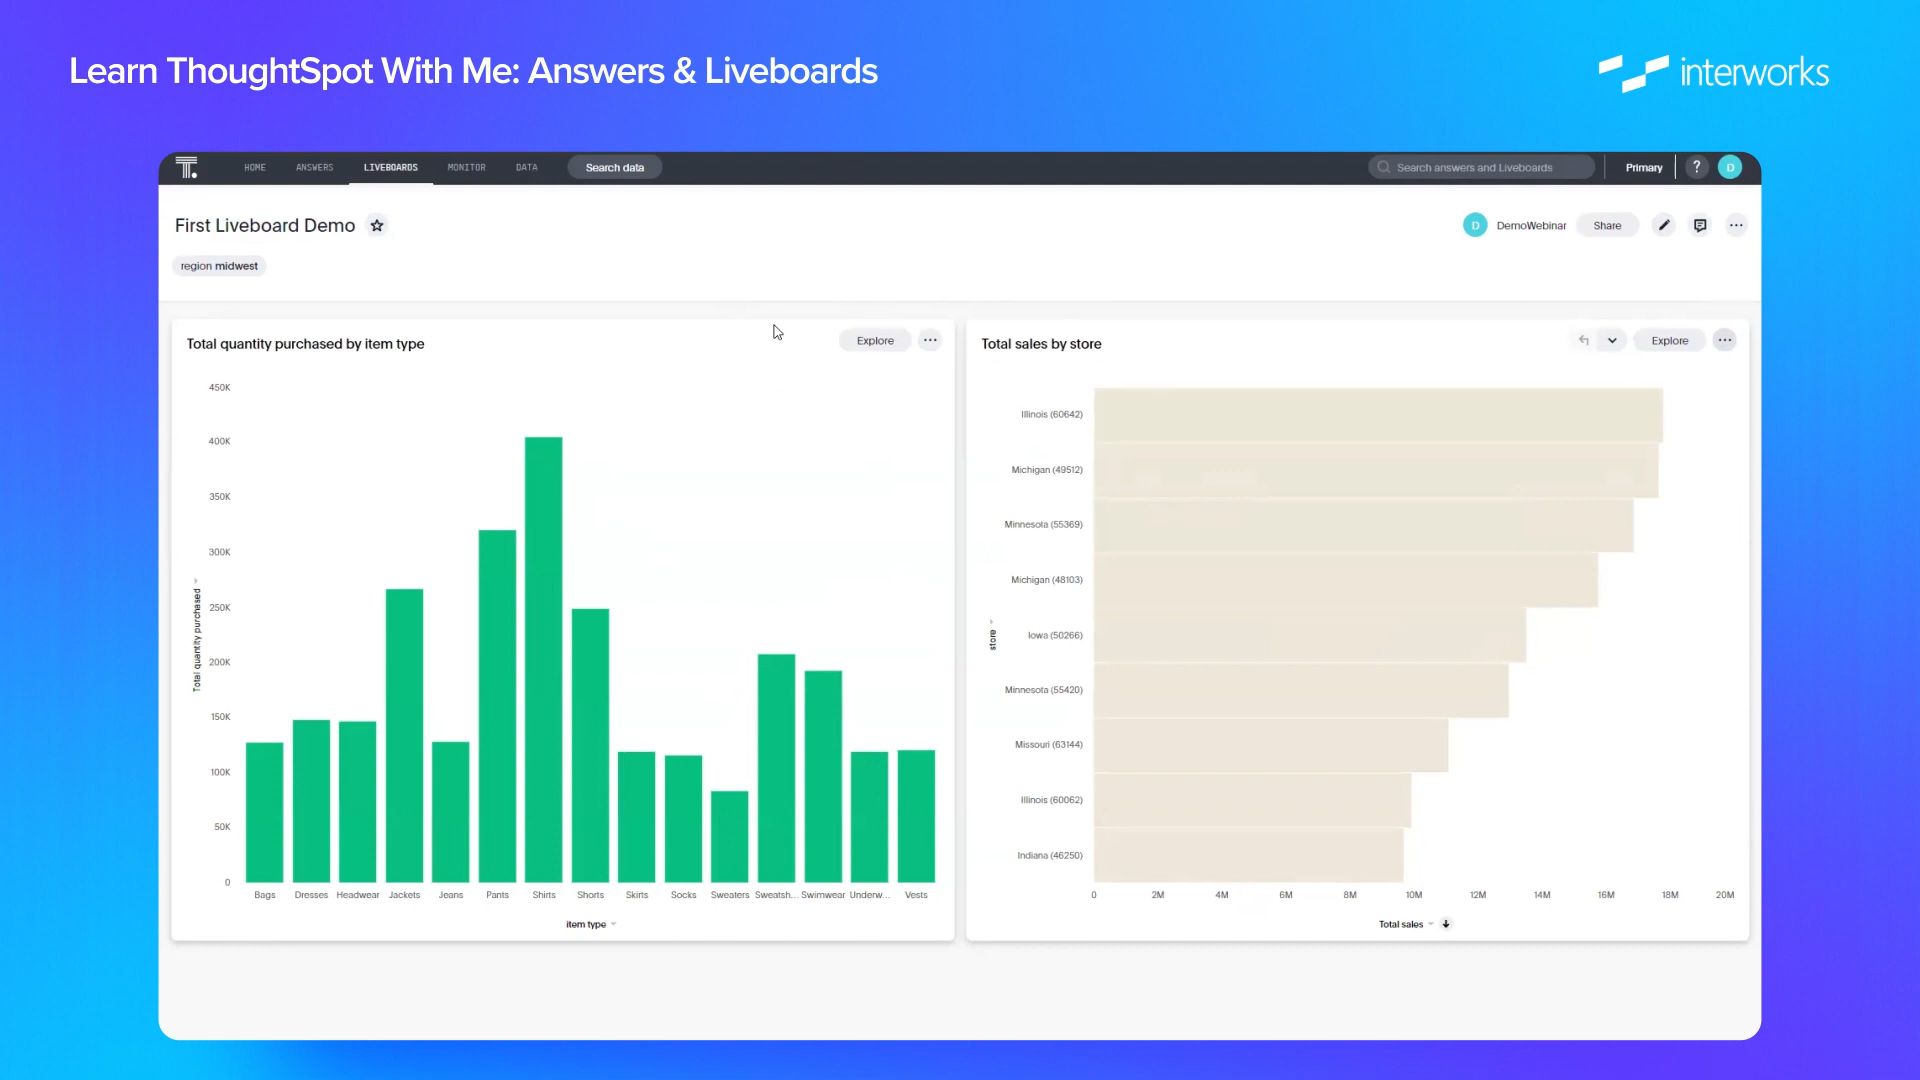 Learn ThoughtSpot With Me: Answers & Liveboards
interworks
HOME ANSWERS LIVEBOARDS MONITOR DATA Search data Search answers and Liveboards Primary ? D
First Liveboard Demo
D DemoWebinar Share
region midwest
Total quantity purchased by item type
Explore
450K
400K
350K
300K
250K
200K
150K
100K
50K
0
Total quantity purchased
Bags Dresses Headwear Jackets Jeans Pants Shirts Shorts Skirts Socks Sweaters Sweatsh... Swimwear Underw... Vests
item type
Total sales by store
Explore
Illinois (60642)
Michigan (49512)
Minnesota (55369)
Michigan (48103)
Iowa (50266)
Minnesota (55420)
Missouri (63144)
Illinois (60062)
Indiana (46250)
store
0 2M 4M 6M 8M 10M 12M 14M 16M 18M 20M
Total sales